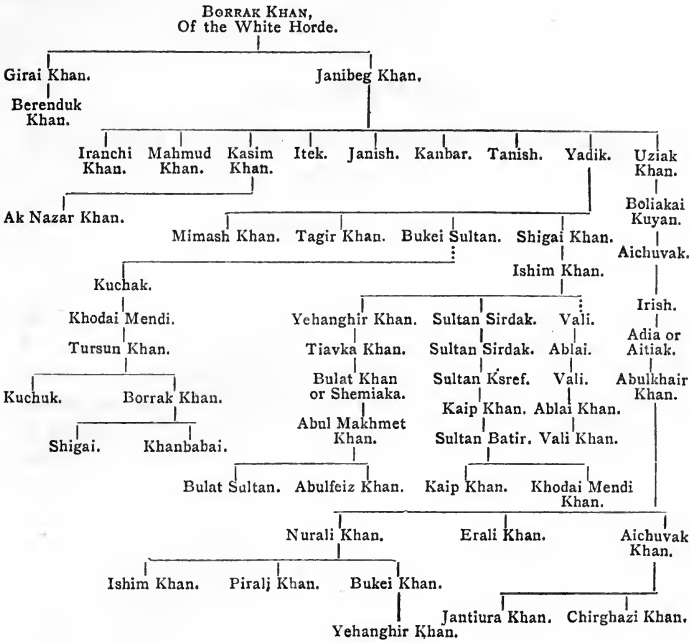 BORRAK KHAN,
Of the White Horde.
Girai Khan. Janibeg Khan.
Berenduk
Khan.
Iranchi Mahmud Kasim Itek. Janish. Kanbar. Tanish. Yadik. Uziak
Khan. Khan. Khan. Khan.
Ak Nazar Khan. Boliakai
Kuyan.
Mimash Khan. Tagir Khan. Bukei Sultan. Shigai Khan.
Aichuvak.
Ishim Khan.
Kuchak.
Irish.
Khodai Mendi. Yehanghir Khan. Sultan Sirdak. Vali.
Adia or
Tursun Khan. Tiavka Khan. Sultan Sirdak. Ablai. Aitiak.
Bulat Khan Sultan Ksref. Vali. Abulkhair
Kuchuk. Borrak Khan. or Shemiaka. Khan.
Kaip Khan. Ablai Khan.
Abul Makhmet
Shigai. Khanbabai. Khan. Sultan Batir. Vali Khan.
Bulat Sultan. Abulfeiz Khan. Kaip Khan. Khodai Mendi
Khan.
Nurali Khan. Erali Khan. Aichuvak
Khan.
Ishim Khan. Piralj Khan. Bukei Khan.
Jantiura Khan. Chirghazi Khan.
Yehanghir Khan.